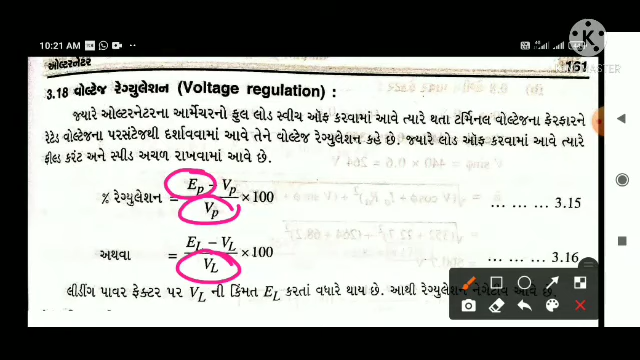 10:21 AM
ઓલ્ટરનેટર 161
3.18 વોલ્ટેજ રેગ્યુલેશન (Voltage regulation) :
જ્યારે ઓલ્ટરનેટરના આર્મેચરનો ફુલ લોડ સ્વીચ ઑફ કરવામાં આવે ત્યારે થતા ટર્મિનલ વોલ્ટેજના ફેરફારને
રેટેડ વોલ્ટેજના પરસંટેજથી દર્શાવવામાં આવે તેને વોલ્ટેજ રેગ્યુલેશન કહે છે. જ્યારે લોડ ઑફ કરવામાં આવે ત્યારે
ફીલ્ડ કરંટ અને સ્પીડ અચળ રાખવામાં આવે છે.
% રેગ્યુલેશન = (E_p − V_p) / V_p × 100 ... ... ... 3.15
અથવા = (E_L − V_L) / V_L × 100 ... ... ... 3.16
લીડીંગ પાવર ફેક્ટર પર V_L ની કિંમત E_L કરતાં વધારે થાય છે. આથી રેગ્યુલેશન નેગેટીવ આવે છે.